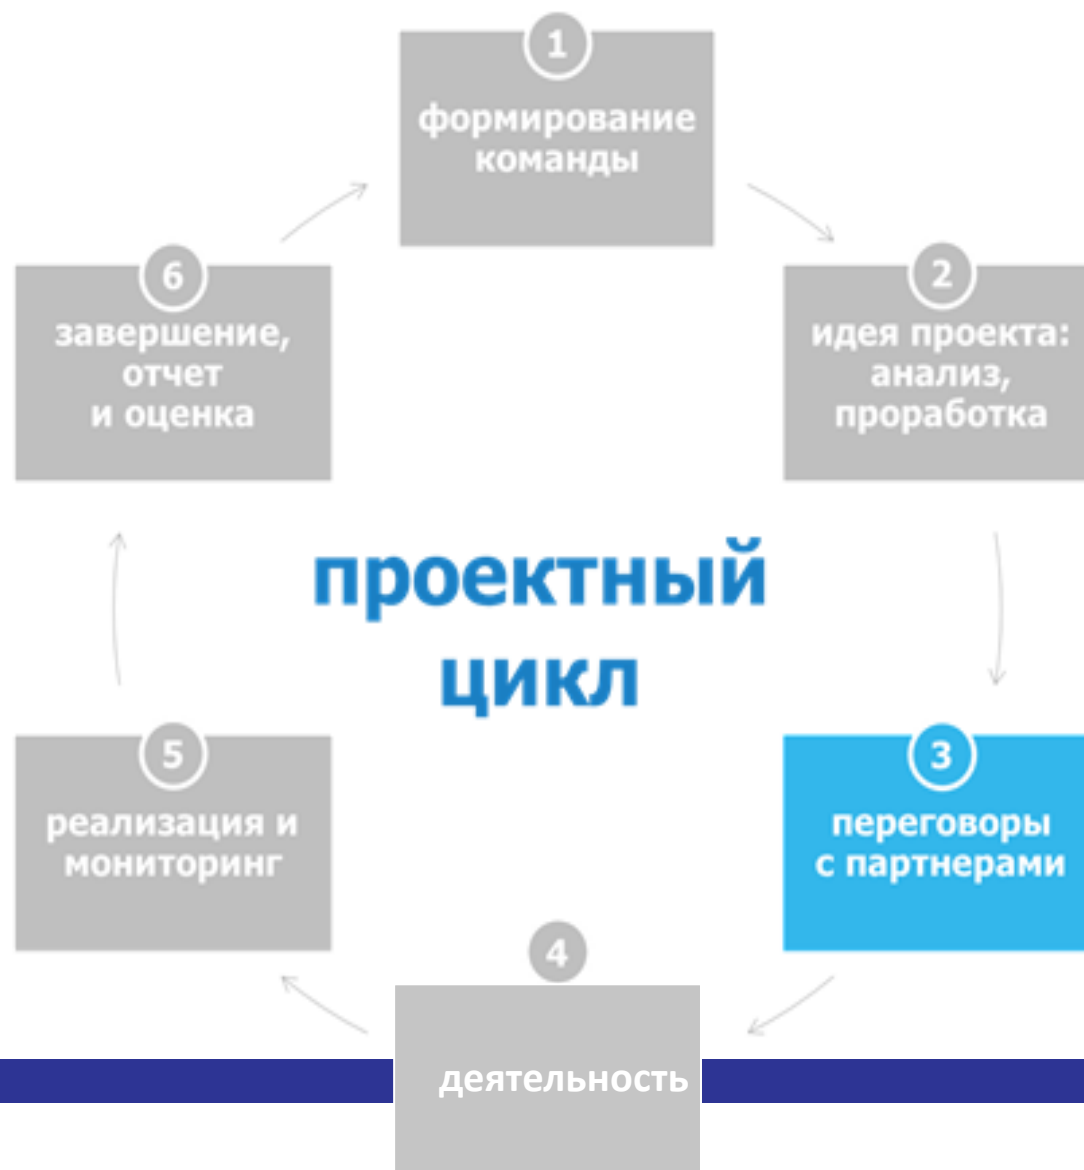 1
формирование
команды
2
идея проекта:
анализ,
проработка
3
переговоры
с партнерами
4
деятельность
5
реализация и
мониторинг
6
завершение,
отчет
и оценка
проектный
цикл